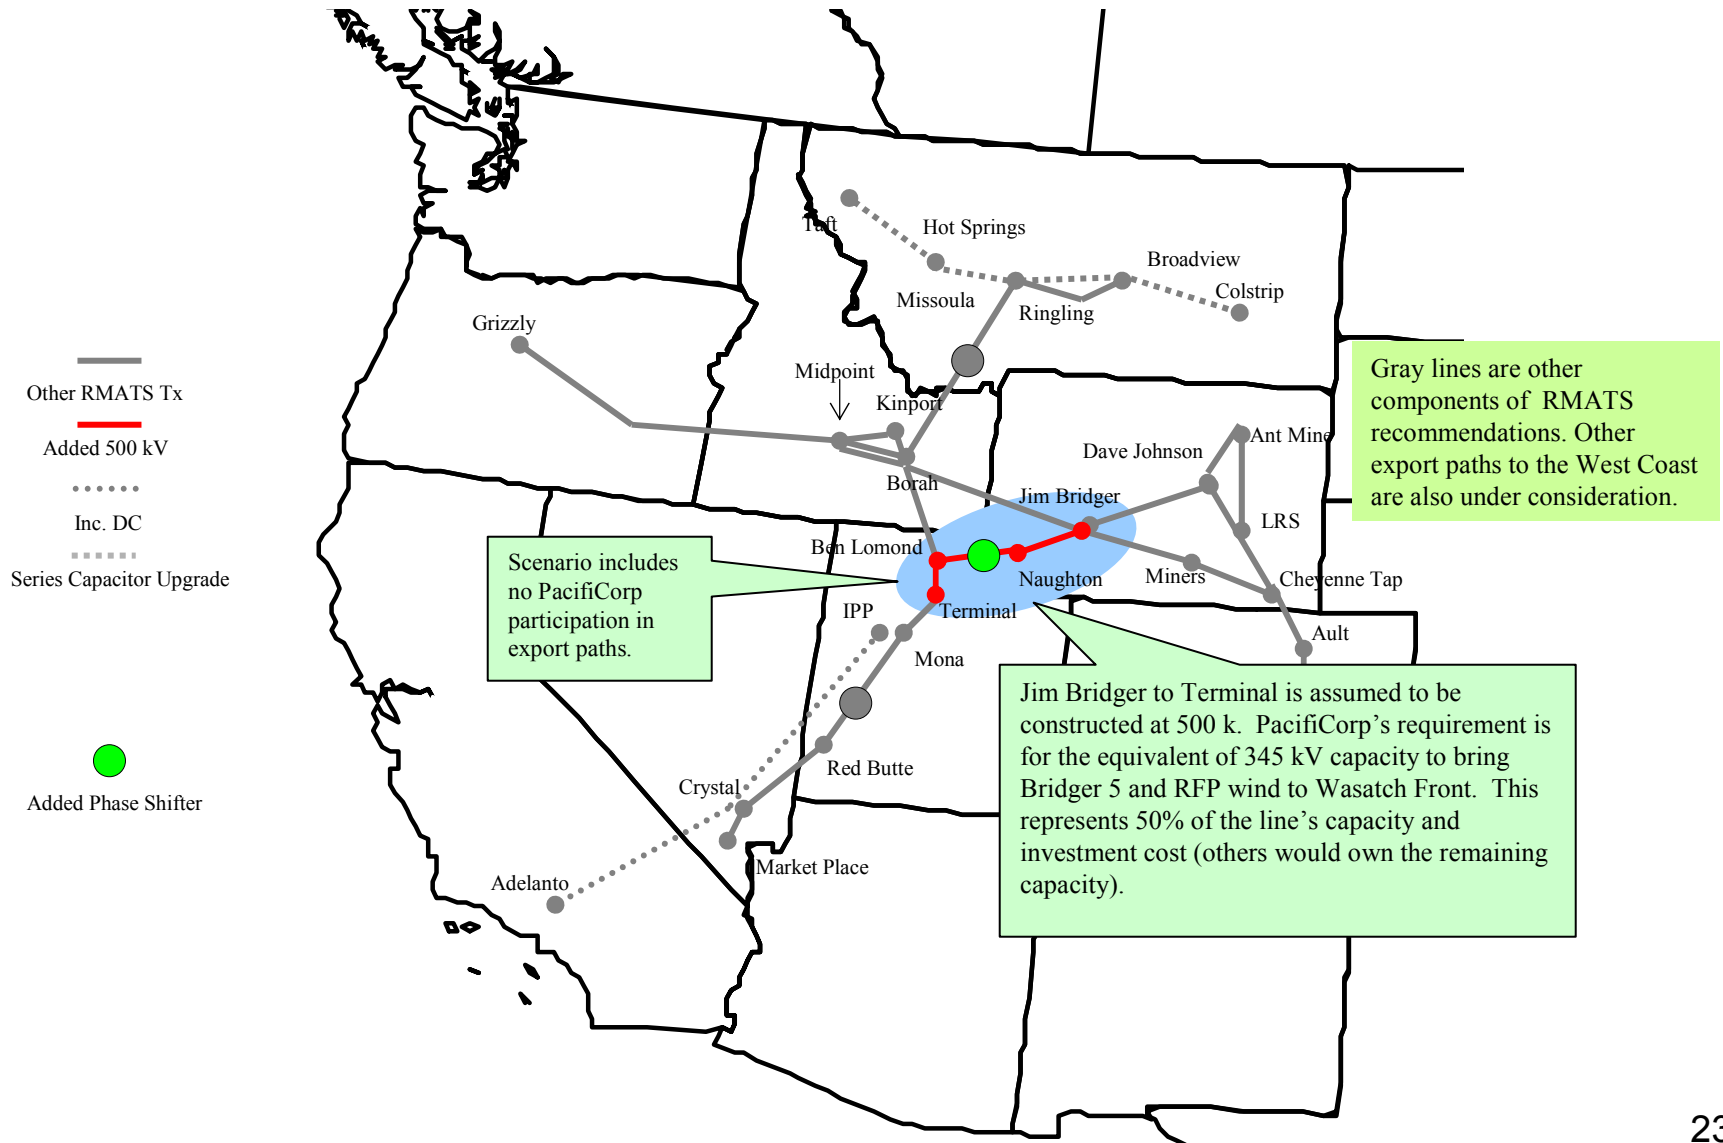 Taft
Hot Springs
Broadview
Missoula
Colstrip
Ringling
Grizzly
Midpoint
Kinport
Other RMATS Tx
Added 500 kV
Inc. DC
Series Capacitor Upgrade
Added Phase Shifter
Gray lines are other
components of RMATS
recommendations. Other
export paths to the West Coast
are also under consideration.
Dave Johnson
Ant Mine
Borah
Jim Bridger
LRS
Ben Lomond
Naughton
Miners
Cheyenne Tap
Scenario includes
no PacifiCorp
participation in
export paths.
IPP
Terminal
Ault
Mona
Jim Bridger to Terminal is assumed to be
constructed at 500 k. PacifiCorp’s requirement is
for the equivalent of 345 kV capacity to bring
Bridger 5 and RFP wind to Wasatch Front. This
represents 50% of the line’s capacity and
investment cost (others would own the remaining
capacity).
Red Butte
Crystal
Market Place
Adelanto
23